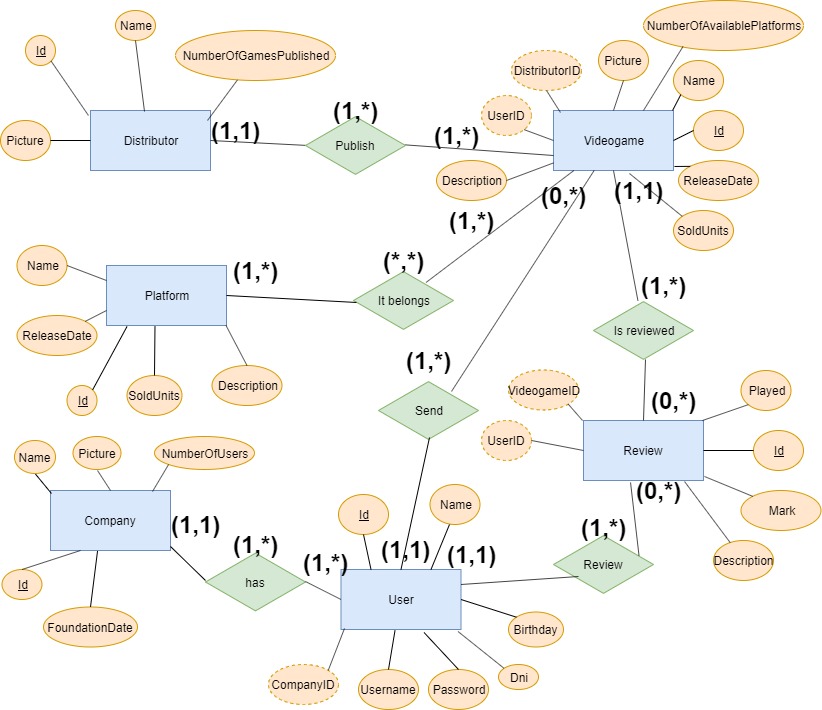 NumberOfAvailablePlatforms
Name
Id
NumberOfGamesPublished
Picture
DistributorID
Name
UserID
(1,*)
Id
Picture
Distributor
(1,1)
Publish
(1,*)
Videogame
Description
ReleaseDate
(0,*)
(1,1)
(1,*)
SoldUnits
Name
(1,*)
(*,*)
Platform
It belongs
(1,*)
ReleaseDate
Is reviewed
Id
SoldUnits
Description
(1,*)
VideogameID
Played
(0,*)
Send
UserID
Review
Id
Name
Picture
NumberOfUsers
(0,*)
Company
(1,1)
Id
Name
Mark
(1,*)
(1,*)
(1,*)
(1,1)
(1,1)
Description
Id
has
Review
User
FoundationDate
Birthday
CompanyID
Username
Password
Dni